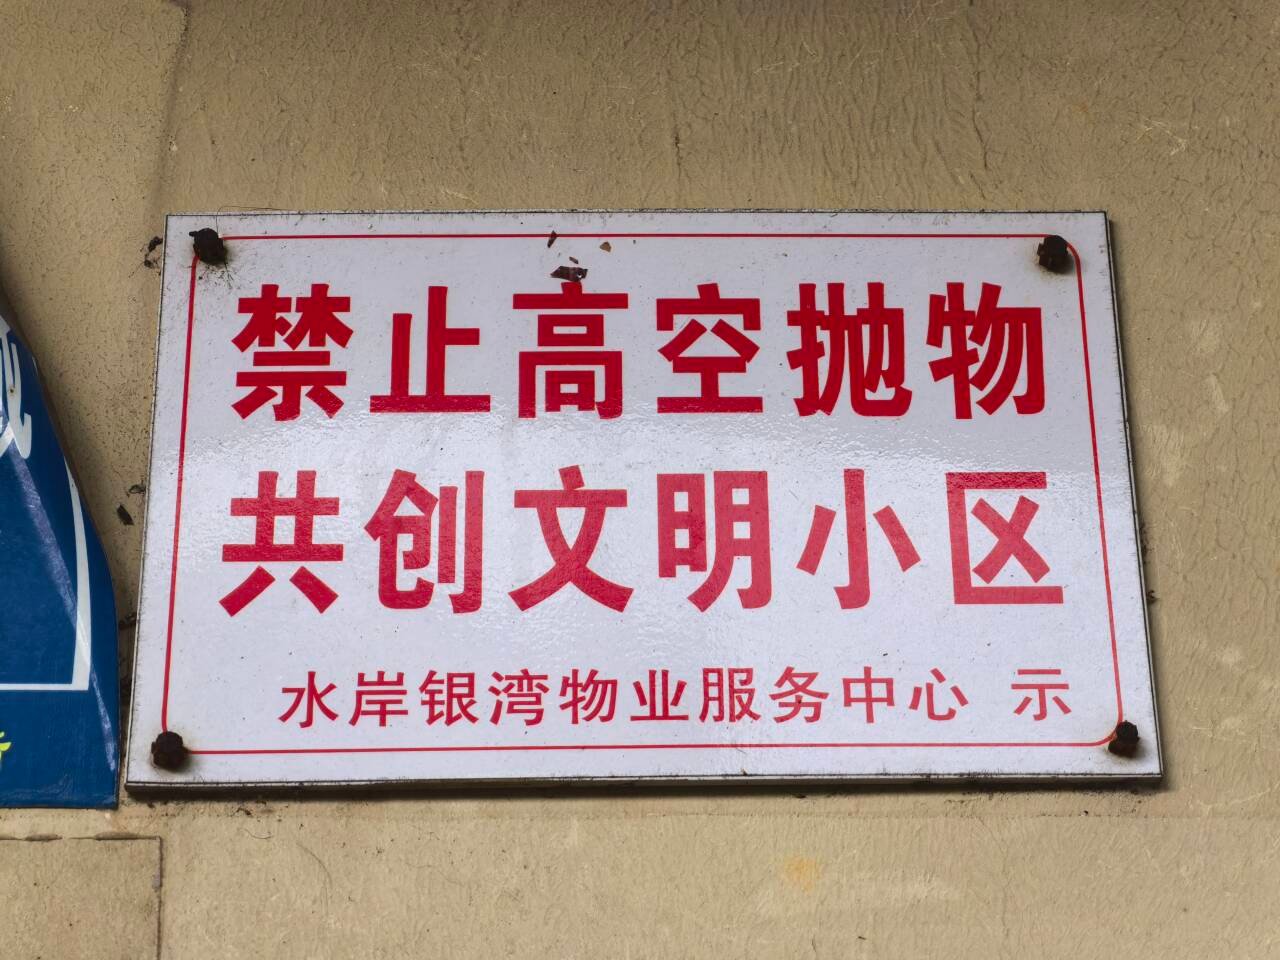 禁止高空抛物
共创文明小区
水岸银湾物业服务中心 示